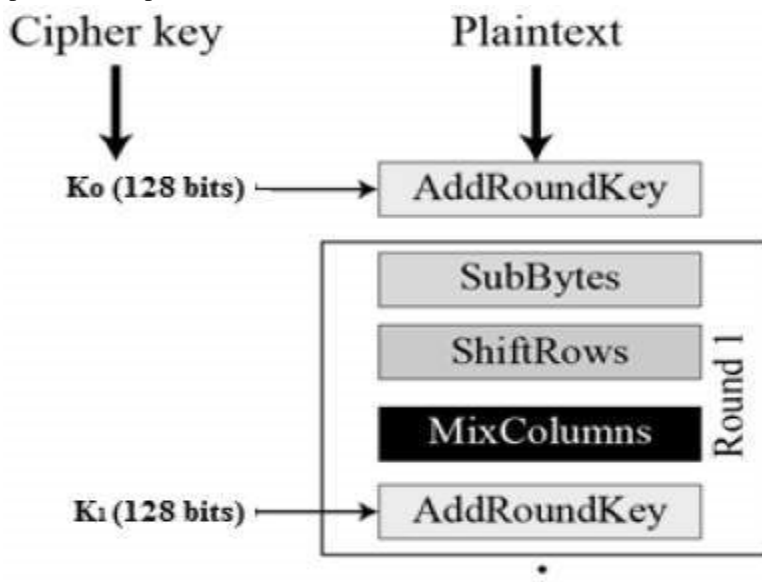 Cipher key
Plaintext
K0 (128 bits)
AddRoundKey
SubBytes
ShiftRows
MixColumns
Round 1
K1 (128 bits)
AddRoundKey